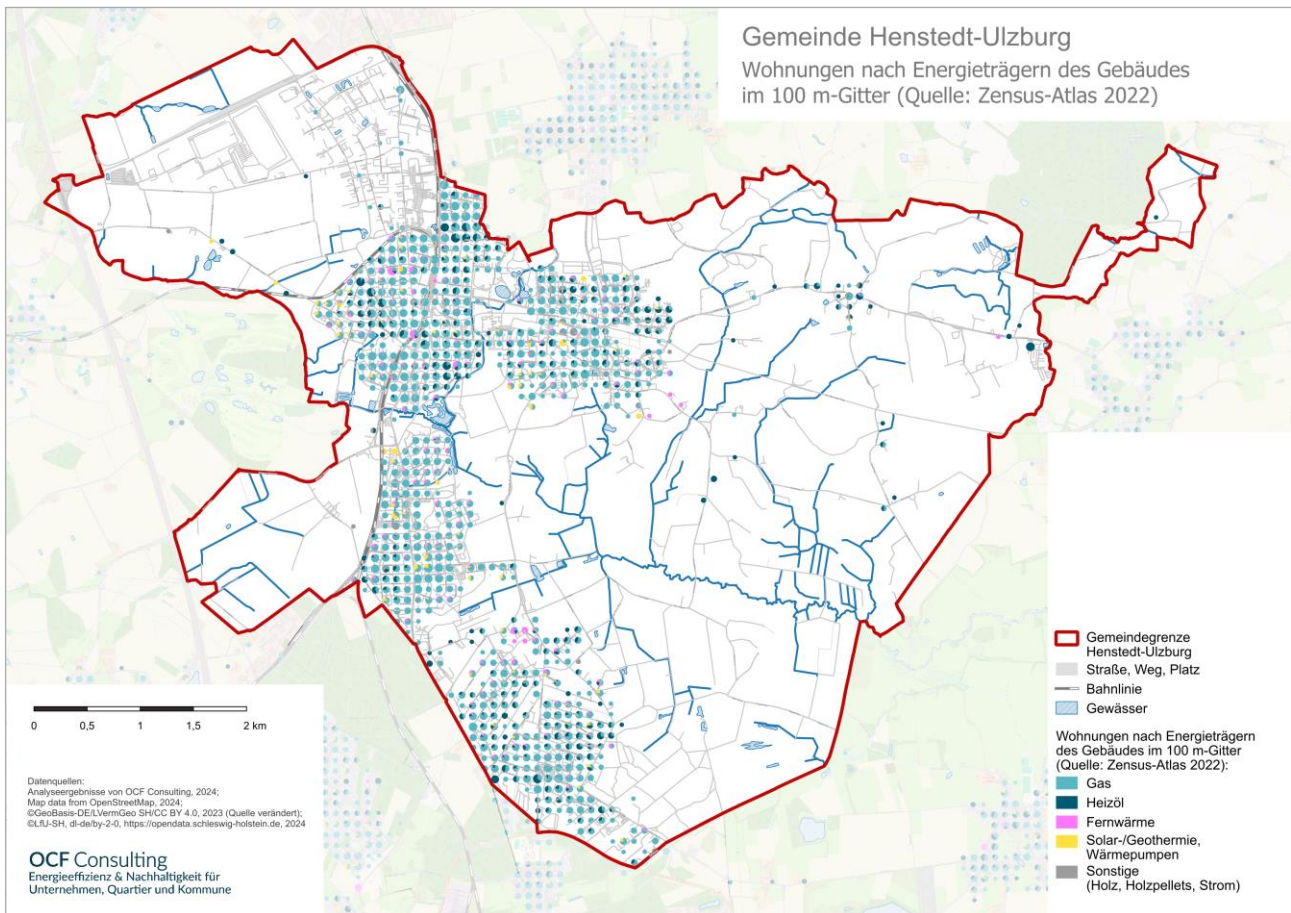 Gemeinde Henstedt-Ulzburg
Wohnungen nach Energieträgern des Gebäudes
im 100 m-Gitter (Quelle: Zensus-Atlas 2022)
Gemeindegrenze
Henstedt-Ulzburg
Straße, Weg, Platz
Bahnlinie
Gewässer
Wohnungen nach Energieträgern
des Gebäudes im 100 m-Gitter
(Quelle: Zensus-Atlas 2022):
Gas
Heizöl
Fernwärme
Solar-/Geothermie,
Wärmepumpen
Sonstige
(Holz, Holzpellets, Strom)
0 0,5 1 1.5 2 km
Datenquellen:
Analyseergebnisse von OCF Consulting, 2024;
Map data from OpenStreetMap, 2024;
©GeoBasis-DE/LVermGeo SH/CC BY 4.0, 2023 (Quelle verändert);
©LfU-SH, dl-de/by-2-0, https://opendata.schleswig-holstein.de, 2024
OCF Consulting
Energieeffizienz & Nachhaltigkeit für
Unternehmen, Quartier und Kommune